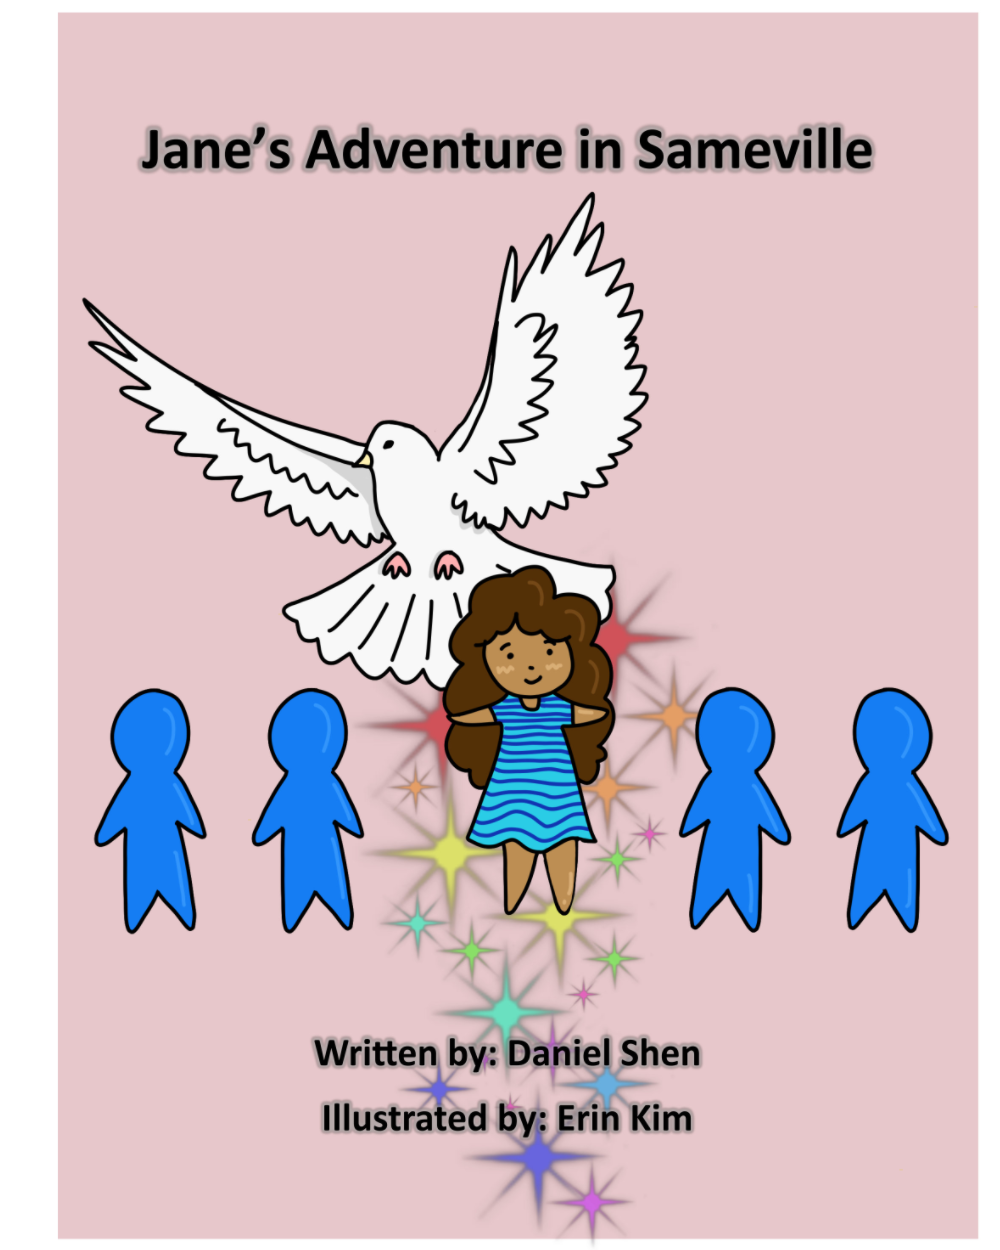 Jane’s Adventure in Sameville
Written by: Daniel Shen
Illustrated by: Erin Kim